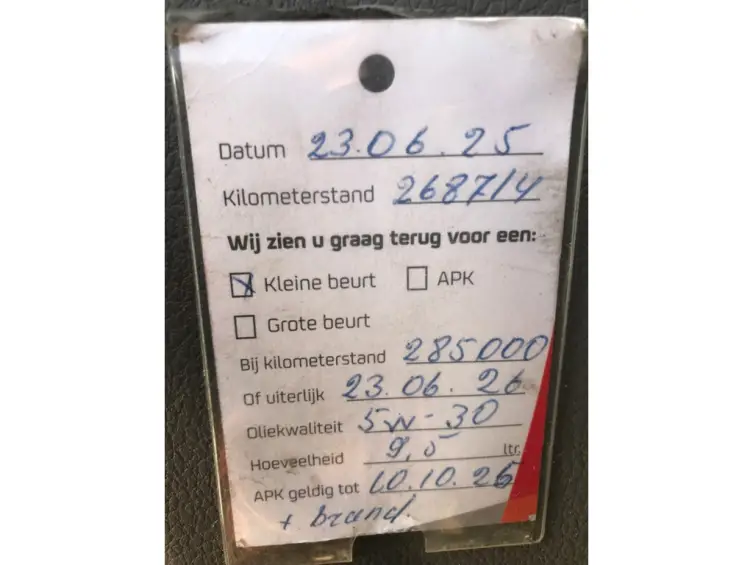 Datum 23.06.25
Kilometerstand 268714
Wij zien u graag terug voor een:
Kleine beurt APK
Grote beurt
Bij kilometerstand 285000
Of uiterlijk 23.06.26
Oliekwaliteit 5w-30
Hoeveelheid 9,5 ltr.
APK geldig tot 10.10.25
+ brand.